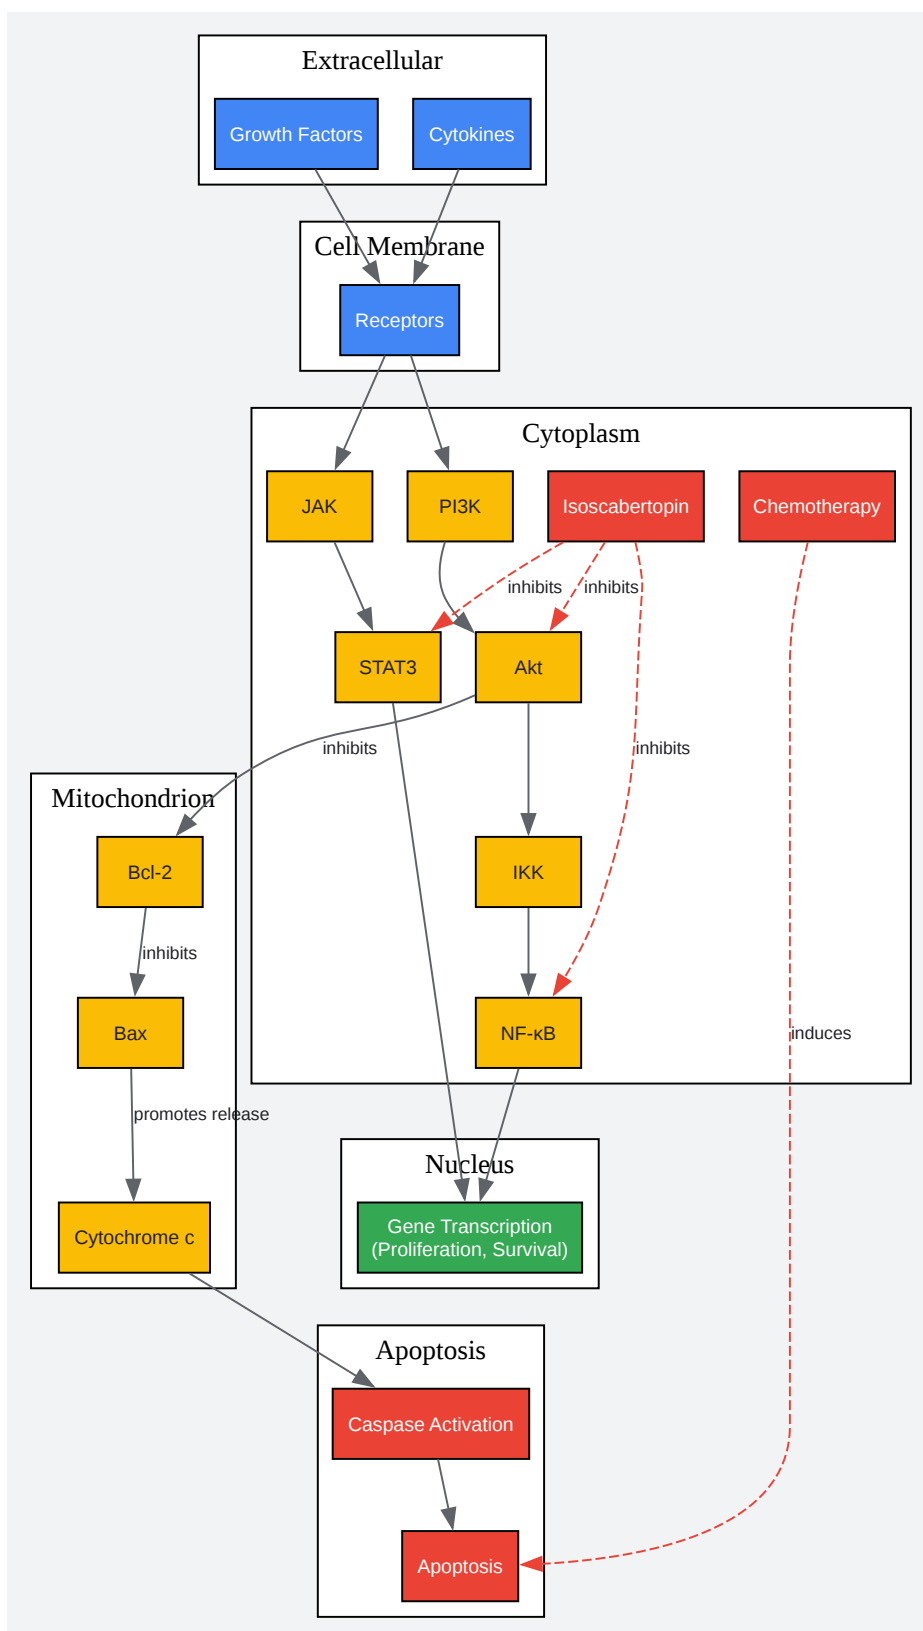 Extracellular
Growth Factors
Cytokines
Cell Membrane
Receptors
Cytoplasm
JAK
PI3K
Isoscabertopin
Chemotherapy
inhibits
inhibits
STAT3
Akt
inhibits
inhibits
Mitochondrion
Bcl-2
IKK
inhibits
Bax
NF-κB
induces
promotes release
Nucleus
Cytochrome c
Gene Transcription
(Proliferation, Survival)
Apoptosis
Caspase Activation
Apoptosis